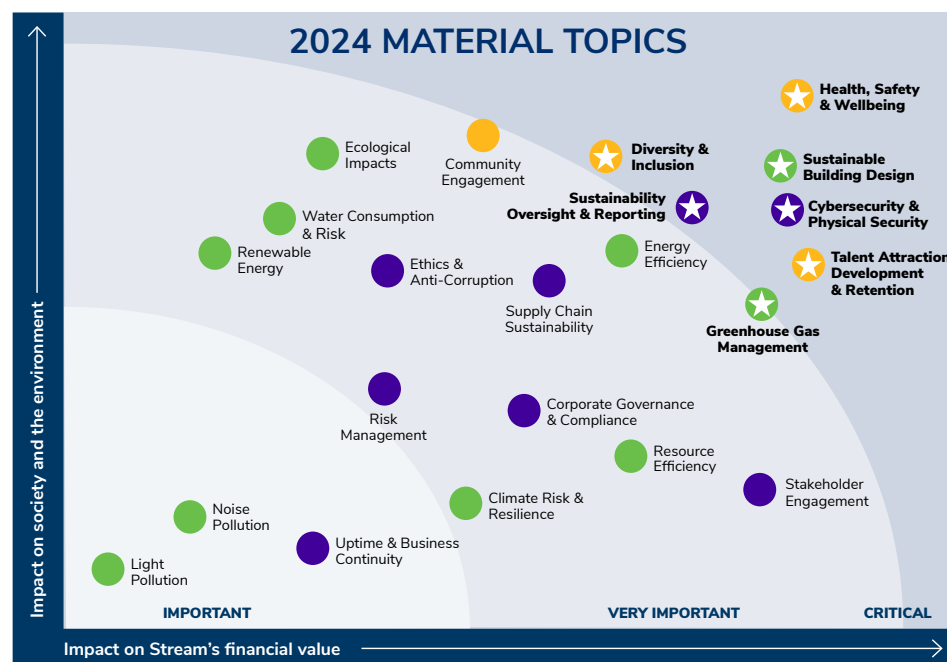 2024 MATERIAL TOPICS
Health, Safety
& Wellbeing
Ecological
Impacts
Community
Engagement
Diversity &
Inclusion
Sustainable
Building Design
Sustainability
Oversight & Reporting
Cybersecurity &
Physical Security
Water Consumption
& Risk
Renewable
Energy
Ethics &
Anti-Corruption
Supply Chain
Sustainability
Energy
Efficiency
Talent Attraction
Development
& Retention
Greenhouse Gas
Management
Risk
Management
Corporate Governance
& Compliance
Resource
Efficiency
Stakeholder
Engagement
Climate Risk &
Resilience
Noise
Pollution
Uptime & Business
Continuity
Light
Pollution
IMPORTANT
VERY IMPORTANT
CRITICAL
Impact on society and the environment
Impact on Stream's financial value